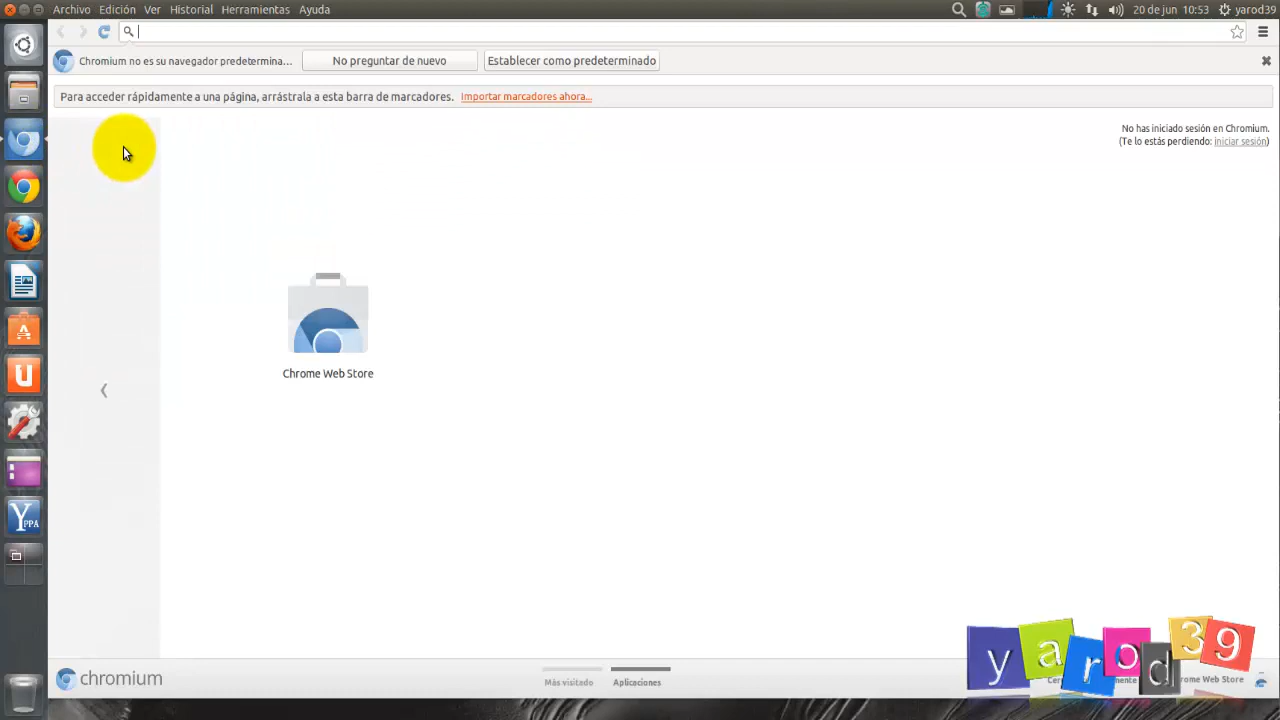 Archivo Edición Ver Historial Herramientas Ayuda
20 de jun 10:53 yarod39
Chromium no es su navegador predetermina... No preguntar de nuevo Establecer como predeterminado
Para acceder rápidamente a una página, arrástrala a esta barra de marcadores. Importar marcadores ahora...
No has iniciado sesión en Chromium.
(Te lo estás perdiendo: iniciar sesión)
Chrome Web Store
YPPA
chromium
Más visitado Aplicaciones
yarod39
Web Store